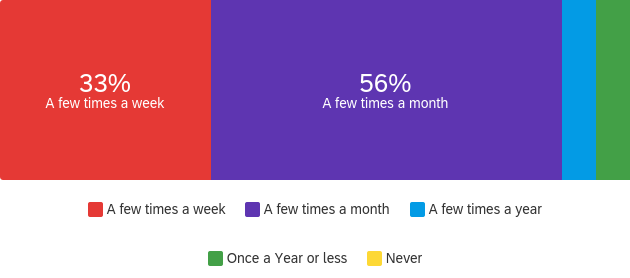 33%
A few times a week
56%
A few times a month
A few times a week
A few times a month
A few times a year
Once a Year or less
Never